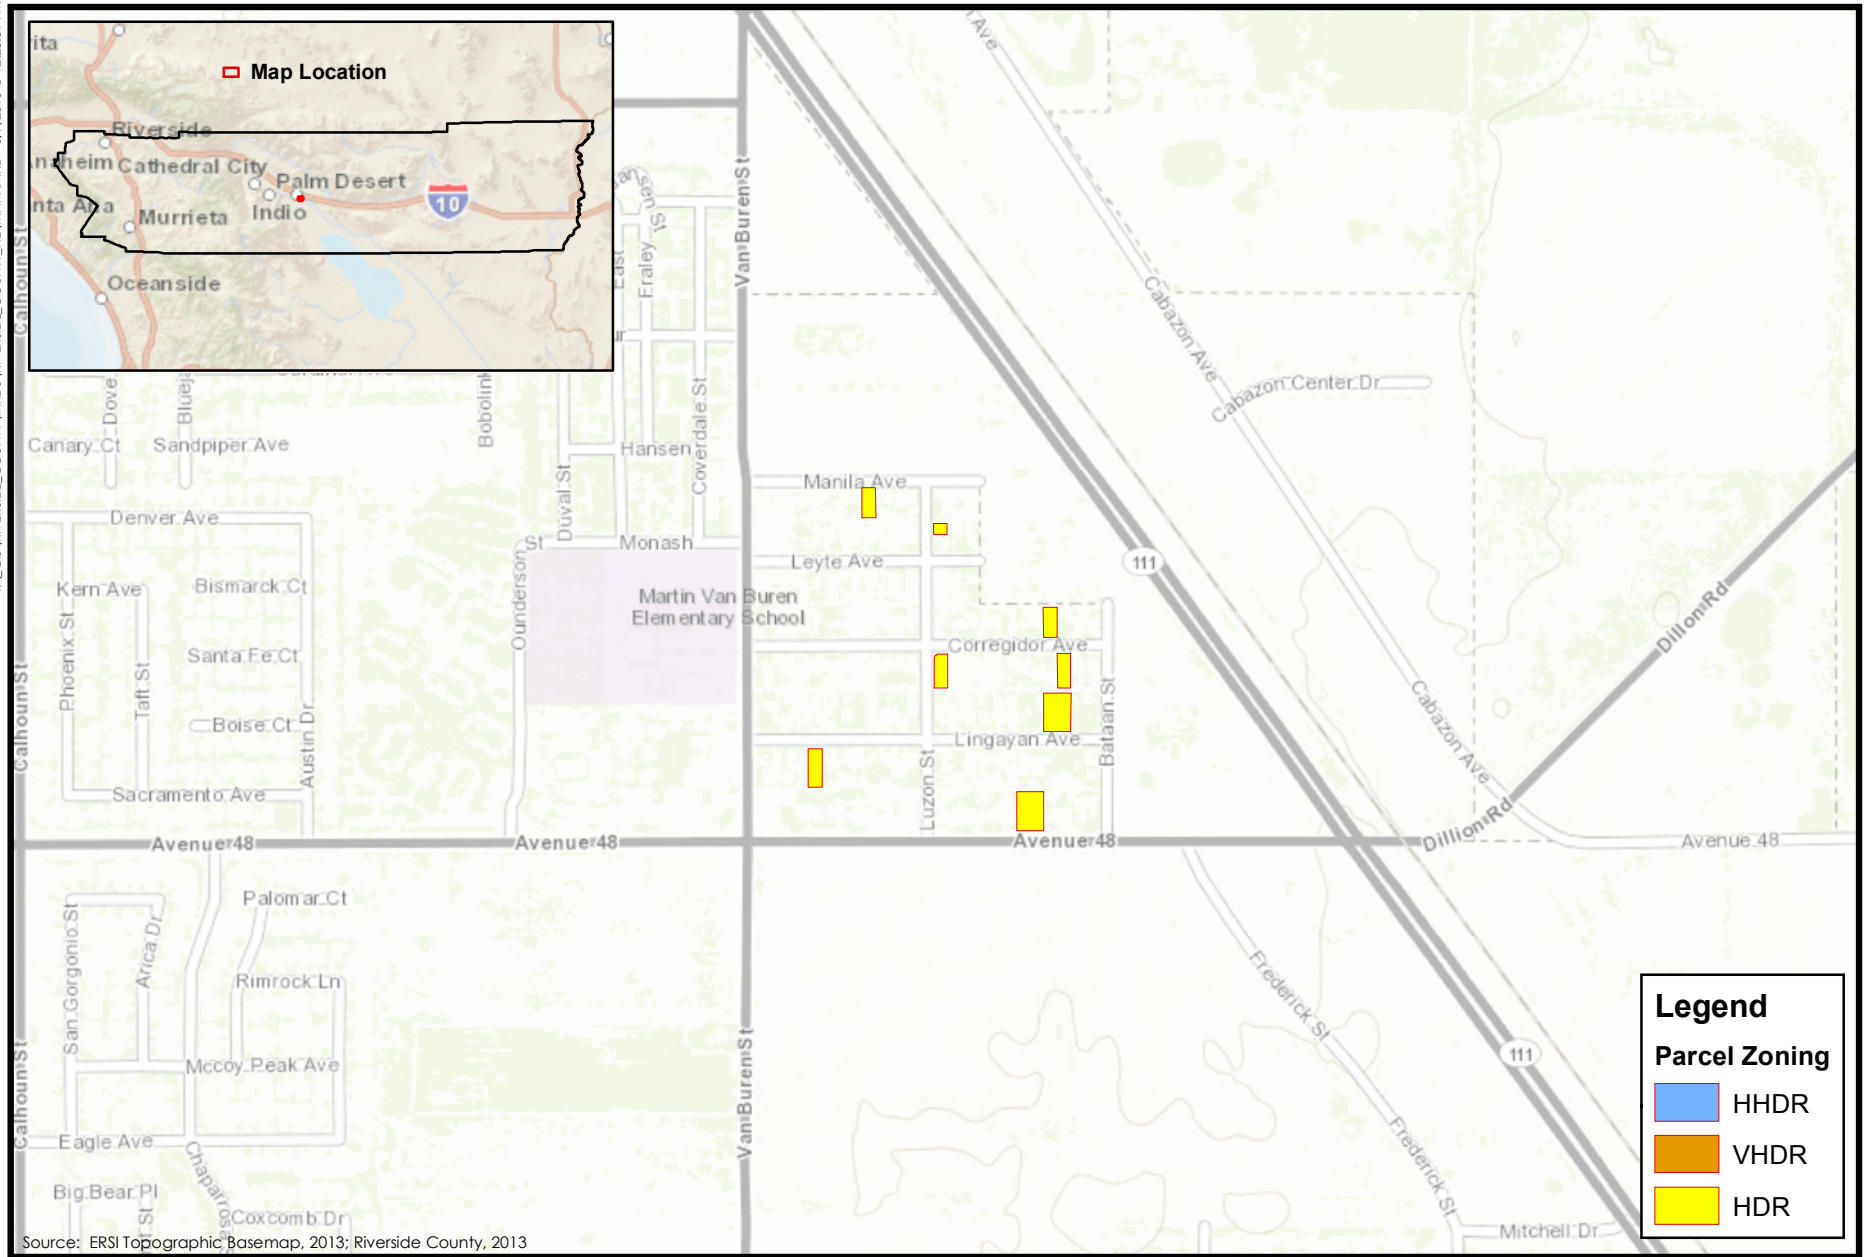 Map Location
Riverside
Cathedral City
Palm Desert
Indio
Murrieta
Oceanside
10
Calhoun St
Van Buren St
Fraley
East
Coverdale St
Cabazon Ave
Cabazon Center Dr
Dove
Bobolink
Canary Ct
Sandpiper Ave
Hansen
Duval St
Manila Ave
Denver Ave
St
Monash
Leyte Ave
111
Kern Ave
Bismarck Ct
Martin Van Buren
Elementary School
Phoenix St
Taft St
Santa Fe Ct
Ounderson
Corregidor Ave
Dillon Rd
Calhoun St
Boise Ct
Austin Dr
Lingayan Ave
Bataan St
Luzon St
Cabazon Ave
Sacramento Ave
Avenue 48
Avenue 48
Avenue 48
Dillion Rd
Avenue 48
Palomar Ct
San Gorgonio St
Arica Dr
Rimrock Ln
Frederick St
Mccoy Peak Ave
Calhoun St
Van Buren St
111
Eagle Ave
Frederick St
Big Bear Pl
Coxcomb Dr
Mitchell Dr
Legend
Parcel Zoning
HHDR
VHDR
HDR
Source: ERSI Topographic Basemap, 2013; Riverside County, 2013